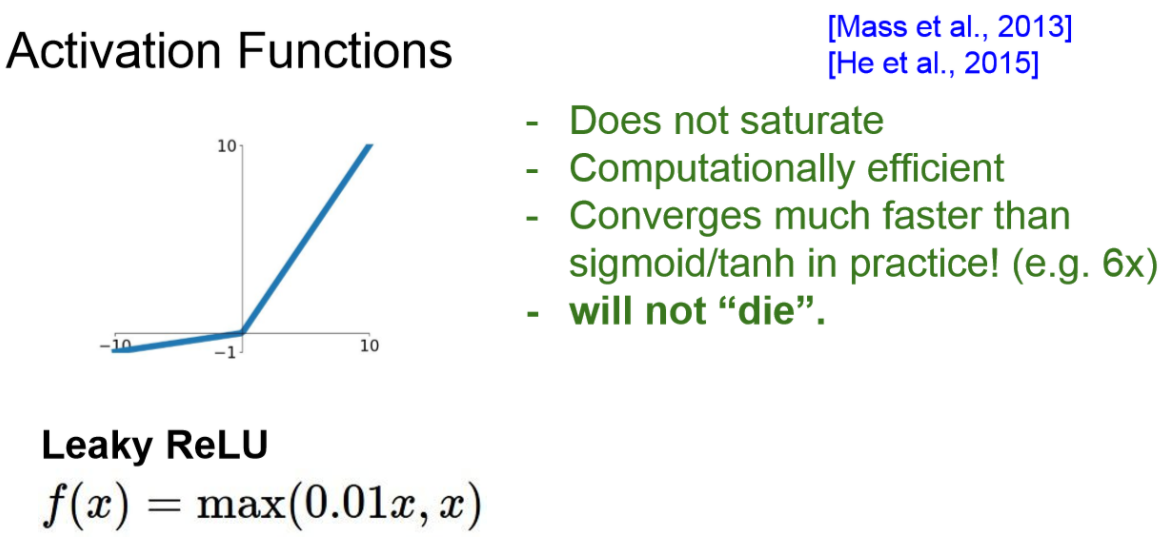 Activation Functions
[Mass et al., 2013]
[He et al., 2015]
- Does not saturate
- Computationally efficient
- Converges much faster than
sigmoid/tanh in practice! (e.g. 6x)
- will not “die”.
10
−10
−1
10
Leaky ReLU
f(x) = max(0.01x, x)